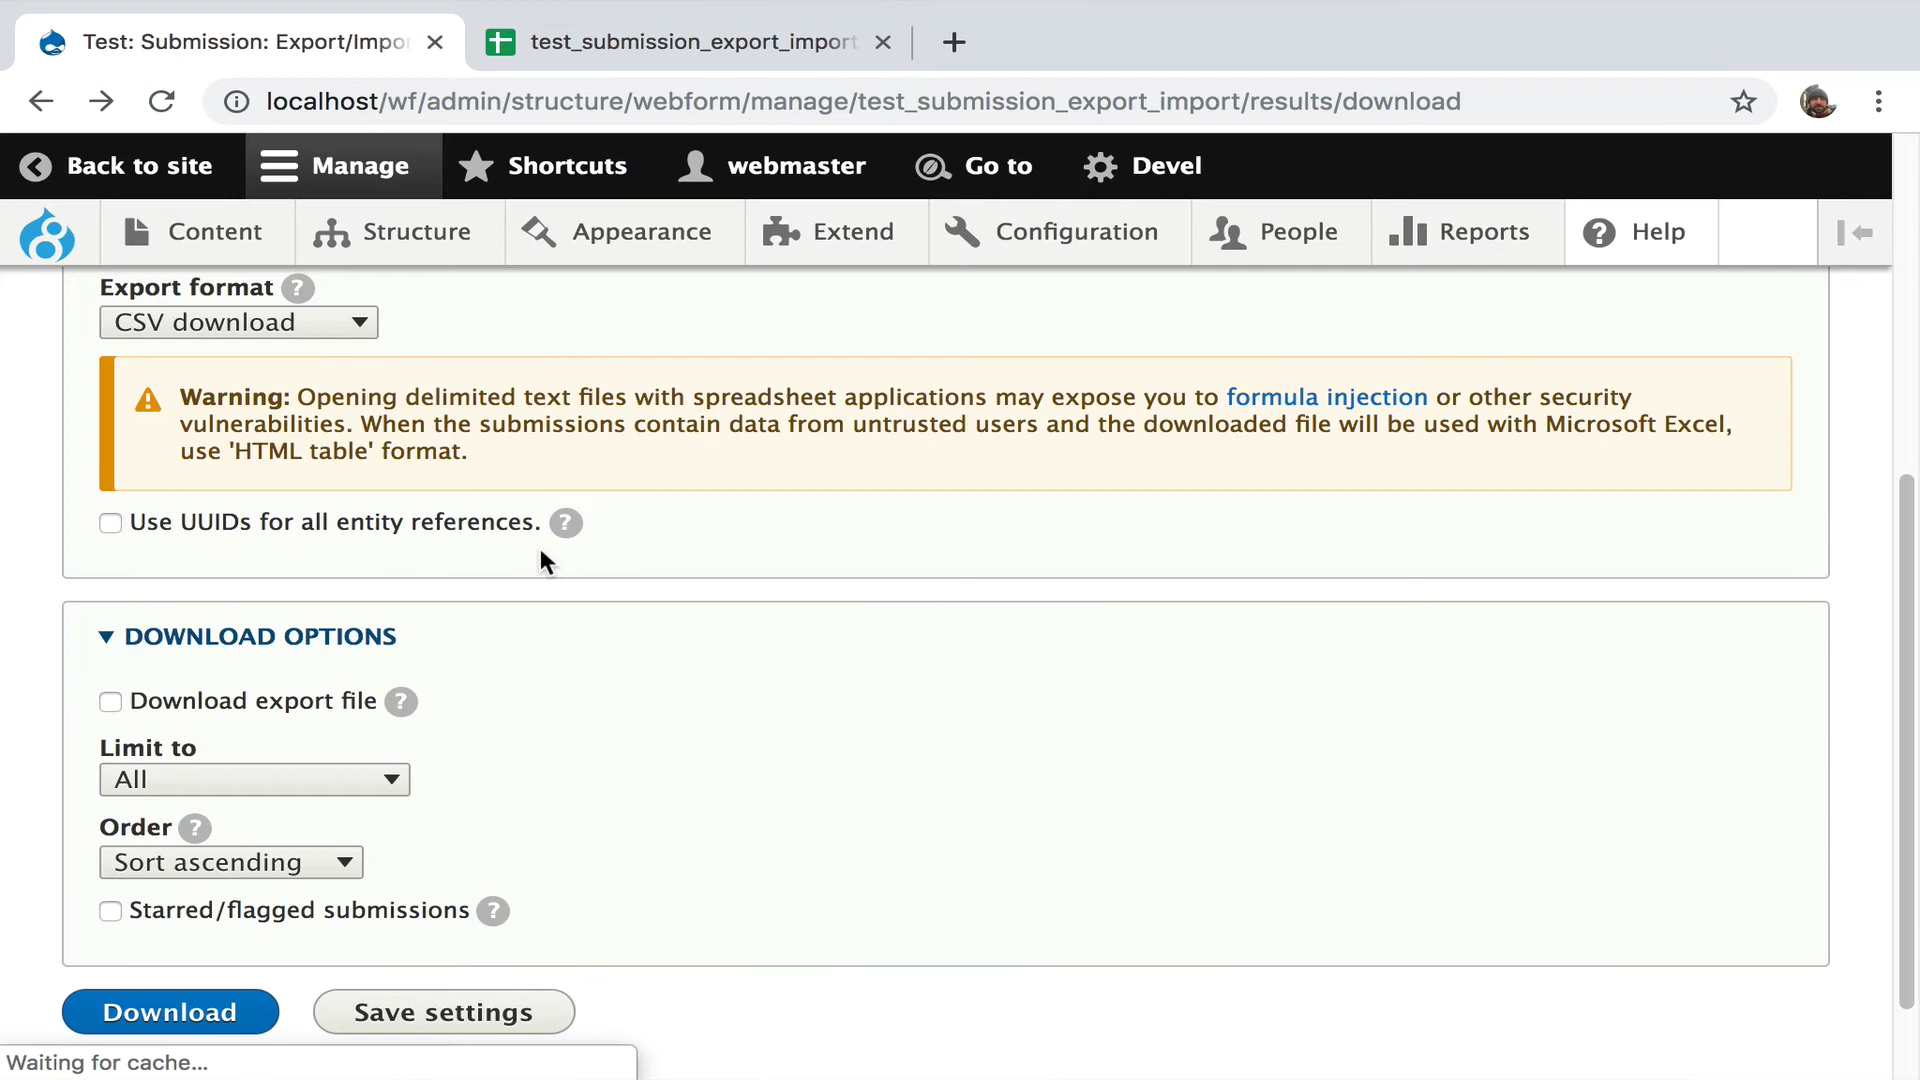 Test: Submission: Export/Impo
test_submission_export_import
localhost/wf/admin/structure/webform/manage/test_submission_export_import/results/download
Back to site
Manage
Shortcuts
webmaster
Go to
Devel
Content
Structure
Appearance
Extend
Configuration
People
Reports
Help
Export format ?
CSV download
Warning: Opening delimited text files with spreadsheet applications may expose you to formula injection or other security
vulnerabilities. When the submissions contain data from untrusted users and the downloaded file will be used with Microsoft Excel,
use 'HTML table' format.
Use UUIDs for all entity references. ?
DOWNLOAD OPTIONS
Download export file ?
Limit to
All
Order ?
Sort ascending
Starred/flagged submissions ?
Download
Save settings
Waiting for cache...